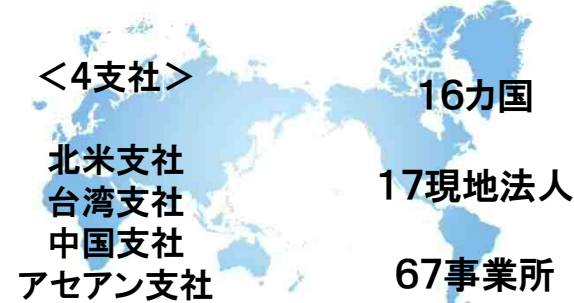 ＜4支社＞
北米支社
台湾支社
中国支社
アセアン支社
16カ国
17現地法人
67事業所